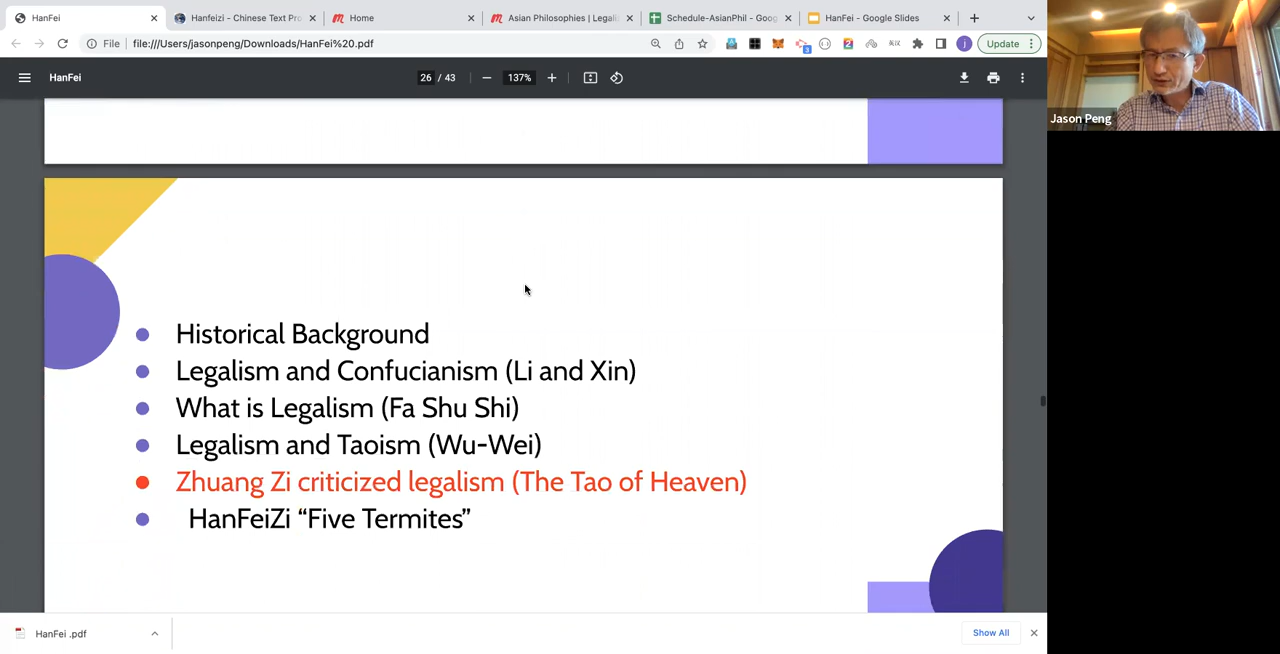 HanFei
Hanfeizi - Chinese Text Pro
Home
Asian Philosophies | Legali
Schedule-AsianPhil - Goog
HanFei - Google Slides
File
file:///Users/jasonpeng/Downloads/HanFei%20.pdf
Update
HanFei
26 / 43
137%
Jason Peng
Historical Background
Legalism and Confucianism (Li and Xin)
What is Legalism (Fa Shu Shi)
Legalism and Taoism (Wu-Wei)
Zhuang Zi criticized legalism (The Tao of Heaven)
HanFeiZi “Five Termites”
HanFei .pdf
Show All